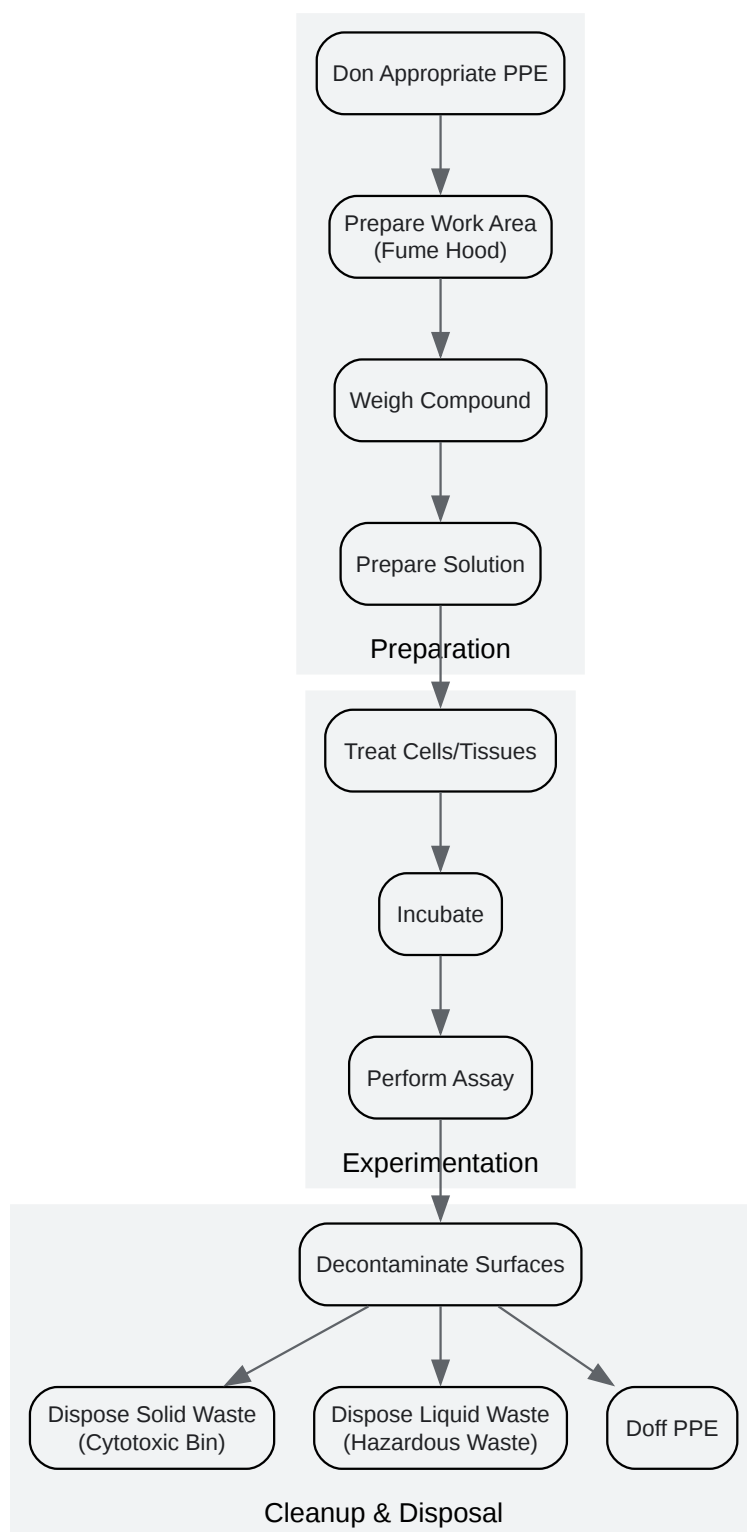 Don Appropriate PPE
Prepare Work Area
(Fume Hood)
Weigh Compound
Prepare Solution
Preparation
Treat Cells/Tissues
Incubate
Perform Assay
Experimentation
Decontaminate Surfaces
Dispose Solid Waste
(Cytotoxic Bin)
Dispose Liquid Waste
(Hazardous Waste)
Doff PPE
Cleanup & Disposal